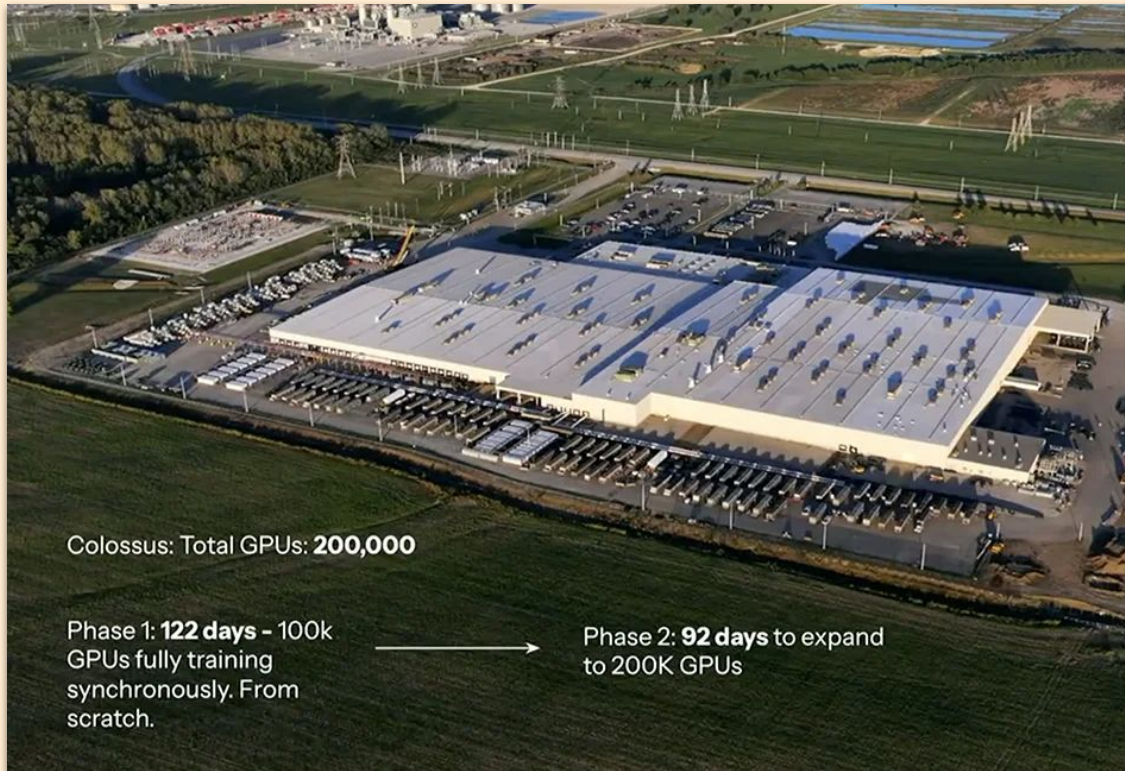 Colossus: Total GPUs: 200,000
Phase 1: 122 days - 100k
GPUs fully training
synchronously. From
scratch.
Phase 2: 92 days to expand
to 200K GPUs